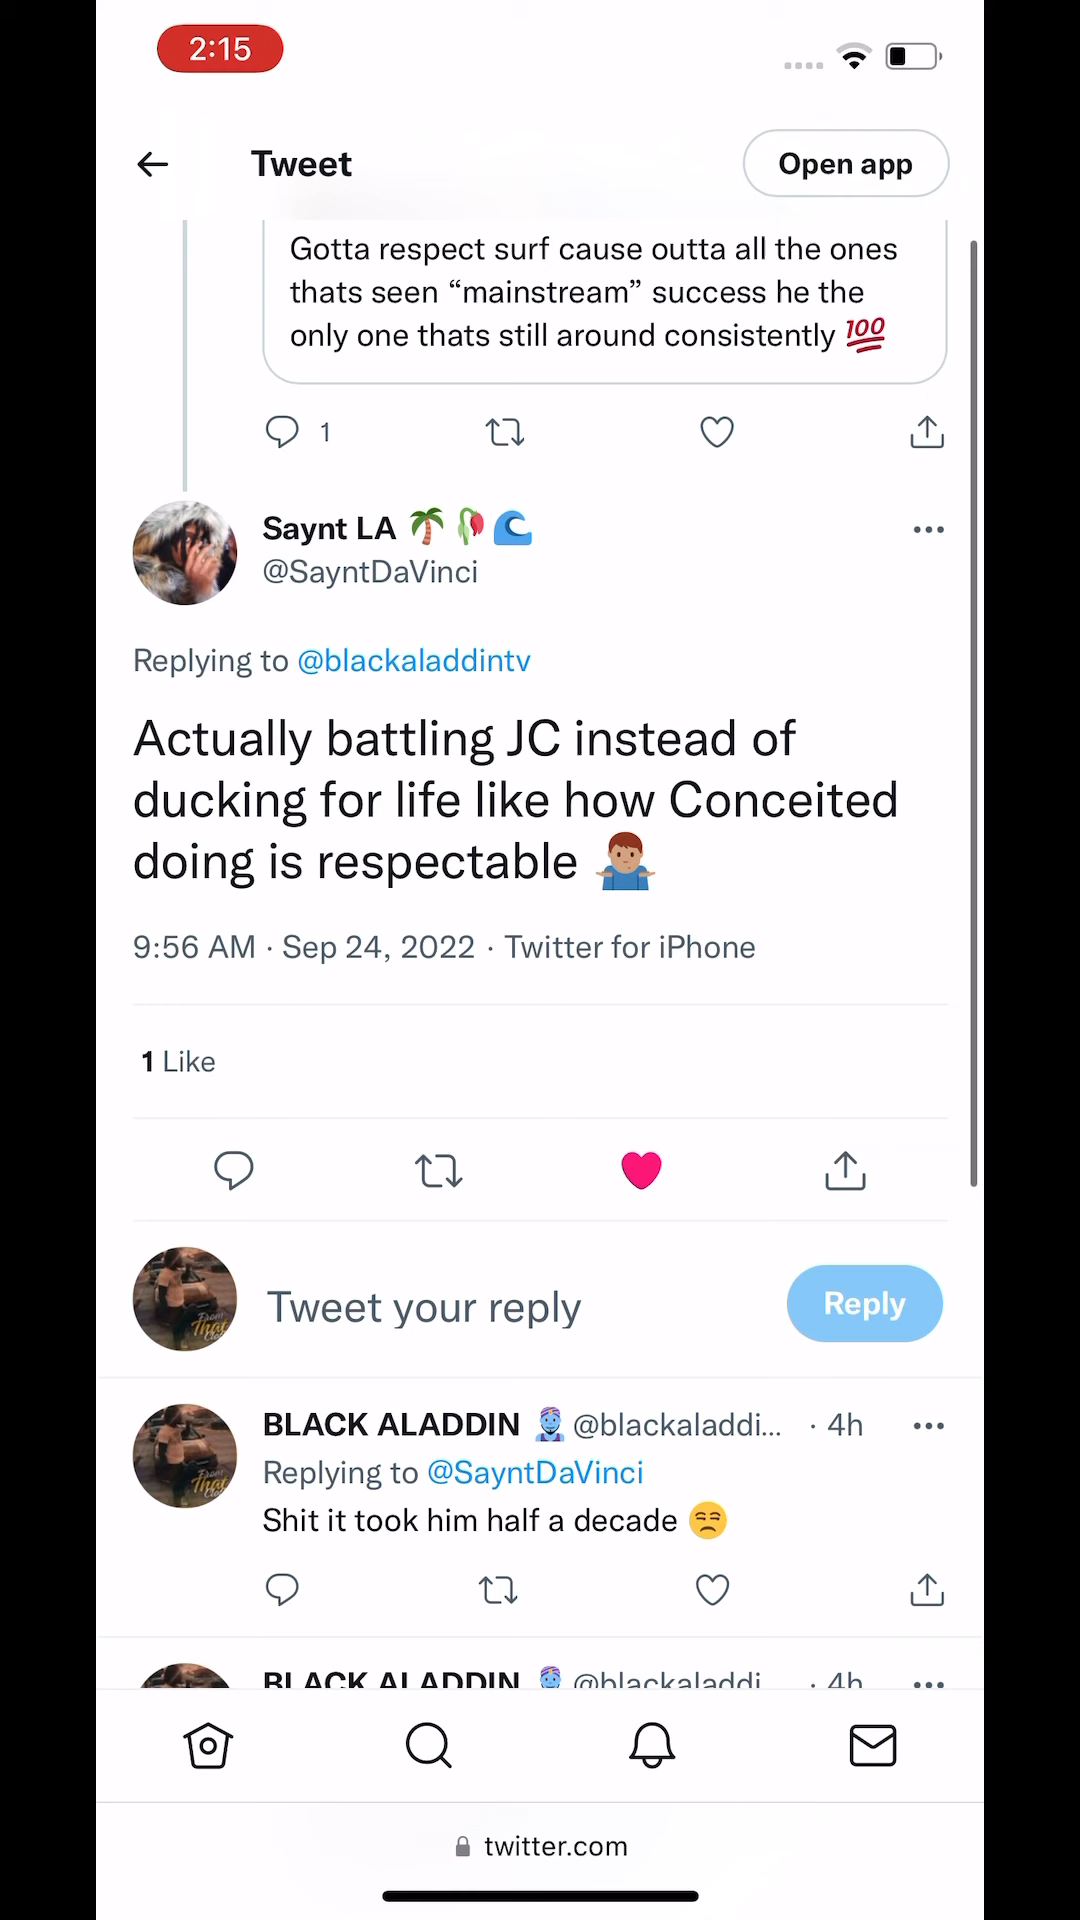 2:15
Tweet
Open app
Gotta respect surf cause outta all the ones
thats seen “mainstream” success he the
only one thats still around consistently 💯
1
Saynt LA 🌴🥀🌊
@SayntDaVinci
Replying to @blackaladdintv
Actually battling JC instead of
ducking for life like how Conceited
doing is respectable 🤷🏽‍♂️
9:56 AM · Sep 24, 2022 · Twitter for iPhone
1 Like
Tweet your reply
Reply
BLACK ALADDIN 🧞‍♂️ @blackaladdi... · 4h
Replying to @SayntDaVinci
Shit it took him half a decade 😒
BLACK ALADDIN 🧞‍♂️ @blackaladdi... · 4h
twitter.com